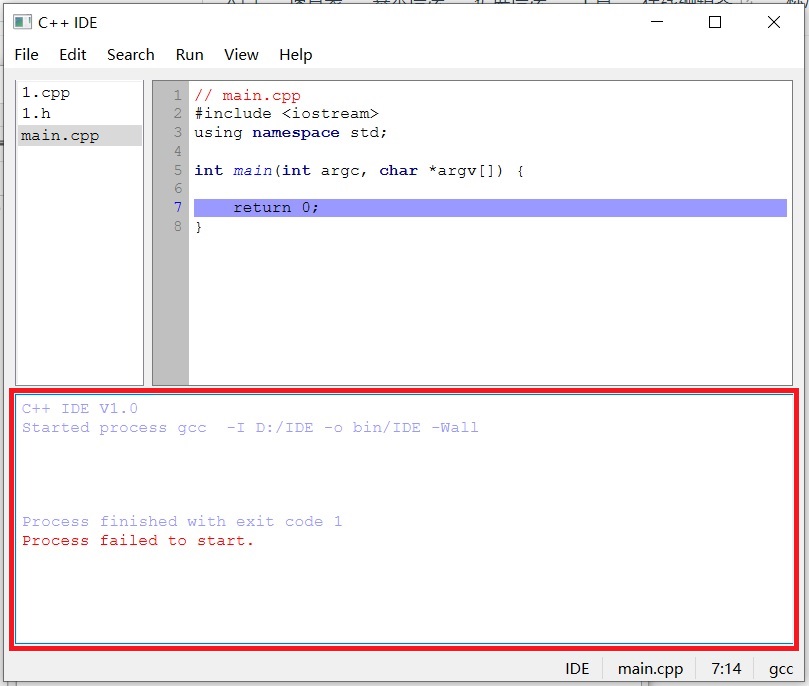 C++ IDE
File Edit Search Run View Help
1.cpp
1.h
main.cpp
1 // main.cpp
2 #include <iostream>
3 using namespace std;
4
5 int main(int argc, char *argv[]) {
6
7     return 0;
8 }
C++ IDE V1.0
Started process gcc  -I D:/IDE -o bin/IDE -Wall
Process finished with exit code 1
Process failed to start.
IDE main.cpp 7:14 gcc